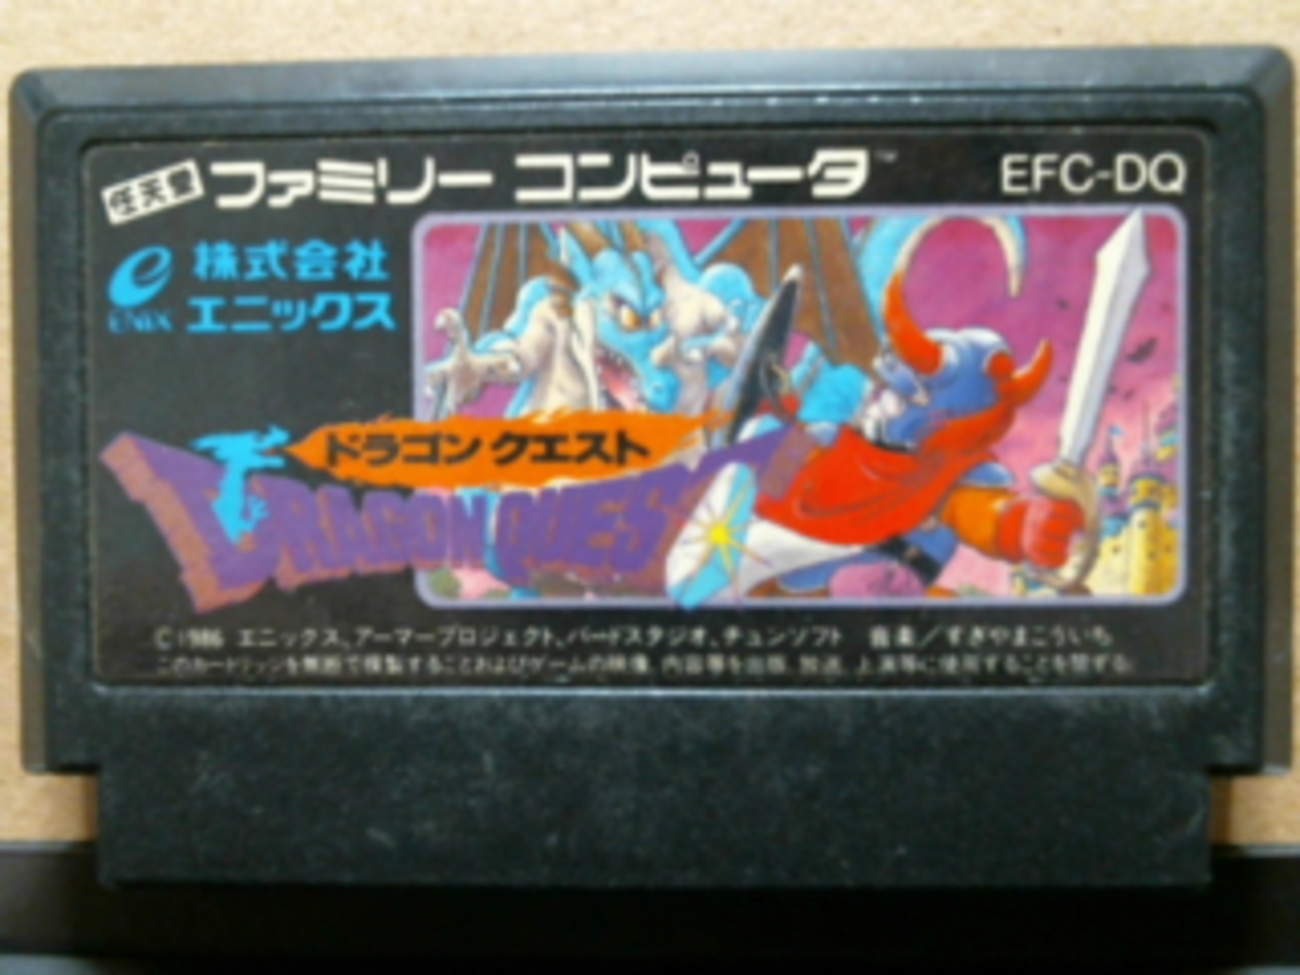 任天堂 ファミリー コンピュータ™ EFC-DQ
株式会社
エニックス
ENIX
ドラゴンクエスト
DRAGON QUEST
C 1986 エニックス、アーマープロジェクト、バードスタジオ、チュンソフト 音楽／すぎやまこういち
このカートリッジを無断で複製することおよびゲームの映像、内容等を出版、放送、上演等に使用することを禁ずる。